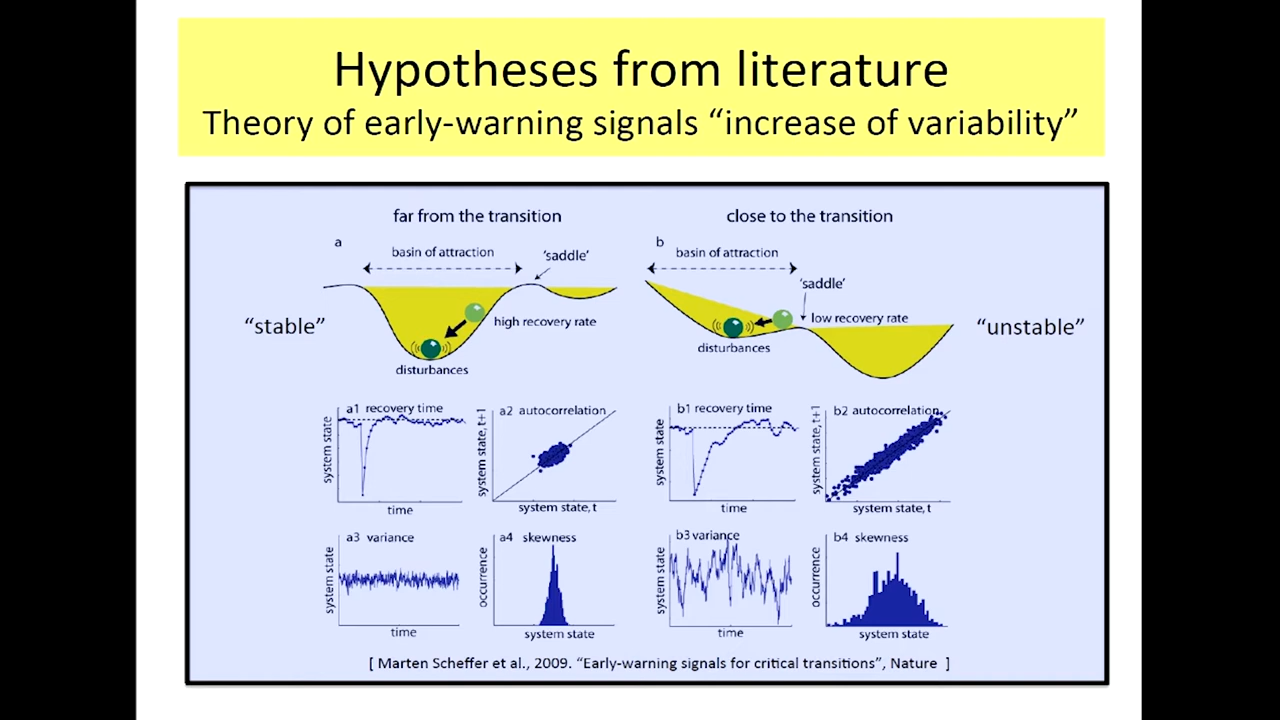 Hypotheses from literature
Theory of early-warning signals “increase of variability”
far from the transition
close to the transition
a
basin of attraction
‘saddle’
“stable”
high recovery rate
disturbances
b
basin of attraction
‘saddle’
low recovery rate
“unstable”
disturbances
a1 recovery time
system state
time
a2 autocorrelation
system state, t+1
system state, t
b1 recovery time
system state
time
b2 autocorrelation
system state, t+1
system state, t
a3 variance
system state
time
a4 skewness
occurrence
system state
b3 variance
system state
time
b4 skewness
occurrence
system state
[ Marten Scheffer et al., 2009. “Early-warning signals for critical transitions”, Nature ]